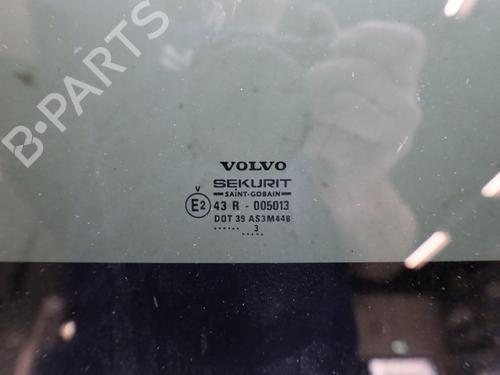 B-PARTS
VOLVO
SEKURIT
SAINT-GOBAIN
V
E2 43 R - 005013
DOT 39 AS3M448
....... 3 ..